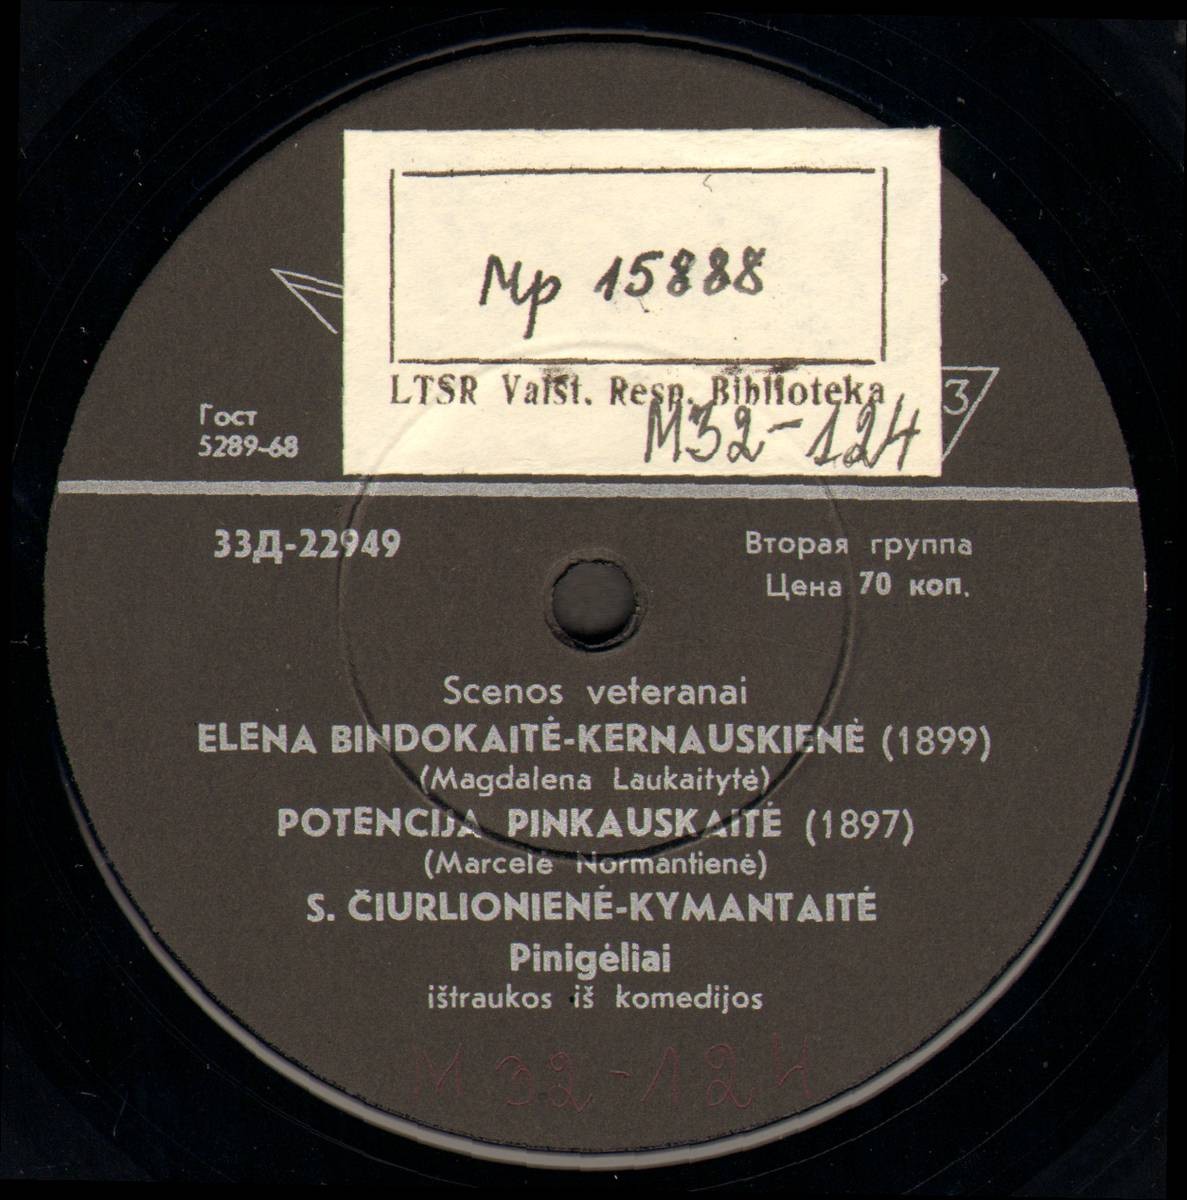 Mp 15888
LTSR Valst. Resp. Biblioteka
M32-124
3
Гост
5289-68
33Д-22949
Вторая группа
Цена 70 коп.
Scenos veteranai
ELENA BINDOKAITĖ-KERNAUSKIENĖ (1899)
(Magdalena Laukaitytė)
POTENCIJA PINKAUSKAITĖ (1897)
(Marcelė Normantienė)
S. ČIURLIONIENĖ-KYMANTAITĖ
Pinigėliai
ištraukos iš komedijos
M32-124